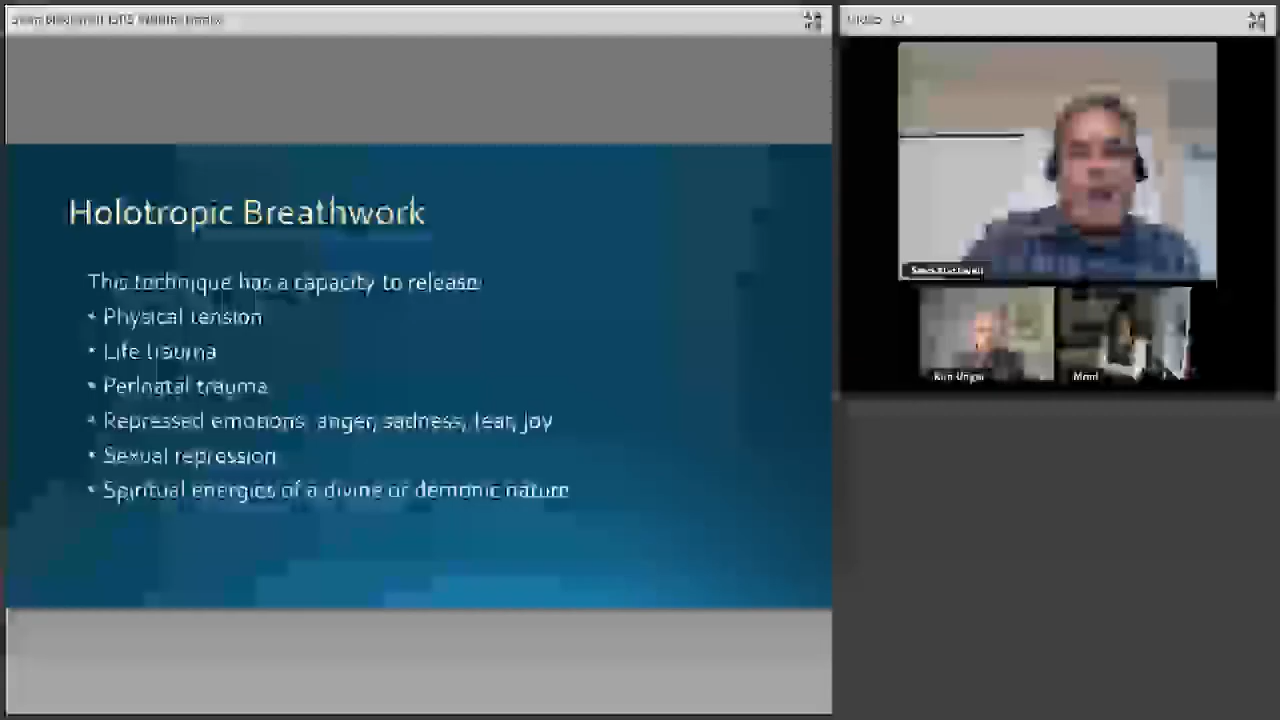 Holotropic Breathwork
This technique has a capacity to release
• Physical tension
• Life trauma
• Perinatal trauma
• Repressed emotions anger, sadness, fear, joy
• Sexual repression
• Spiritual energies of a divine or demonic nature